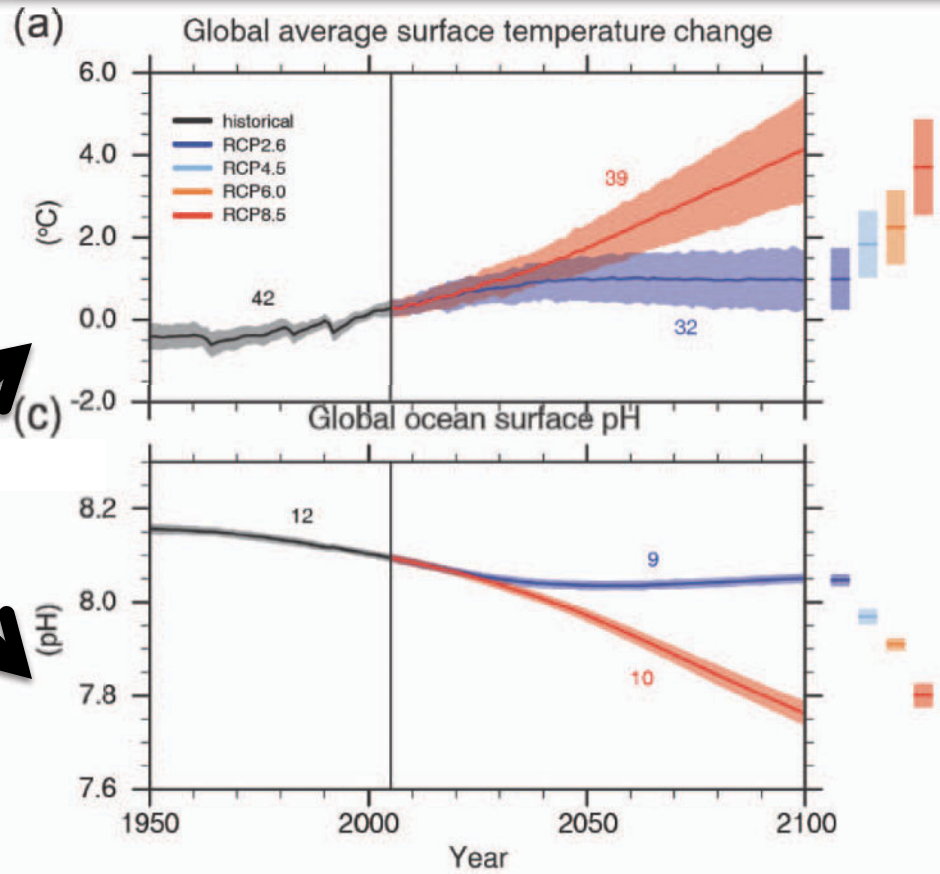 (a)
Global average surface temperature change
6.0
4.0
2.0
0.0
-2.0
(°C)
historical
RCP2.6
RCP4.5
RCP6.0
RCP8.5
42
39
32
(c)
Global ocean surface pH
8.2
8.0
7.8
7.6
(pH)
12
9
10
1950
2000
2050
2100
Year